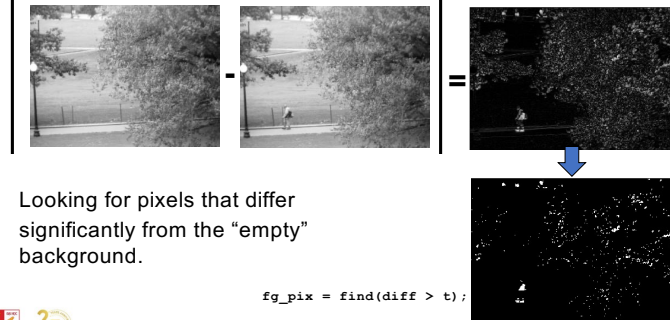 -
=
Looking for pixels that differ
significantly from the “empty”
background.
fg_pix = find(diff > t);